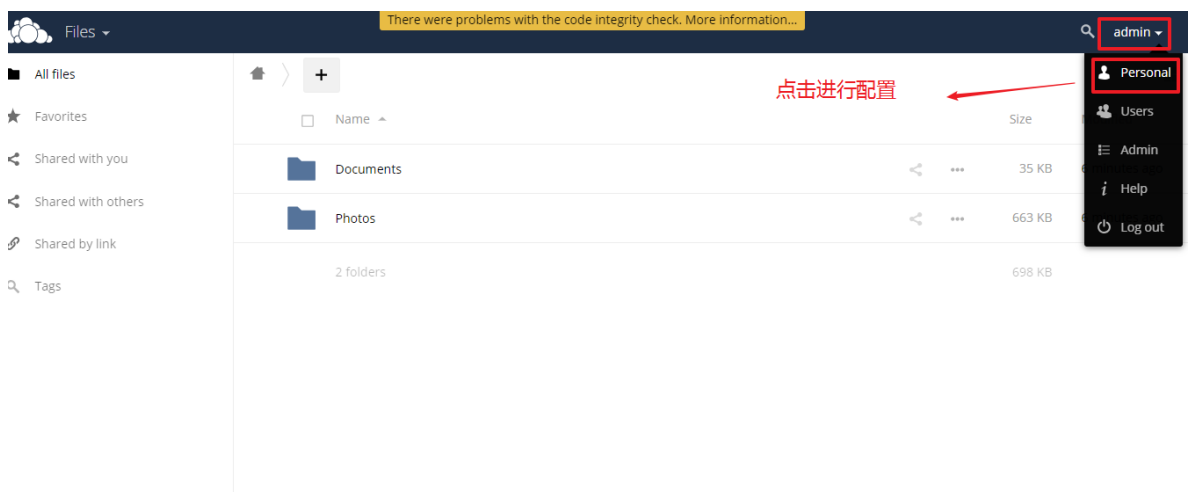 There were problems with the code integrity check. More information...
Files
admin
All files
Favorites
Shared with you
Shared with others
Shared by link
Tags
+
点击进行配置
Name
Size
Documents
35 KB
Photos
663 KB
2 folders
698 KB
Personal
Users
Admin
Help
Log out